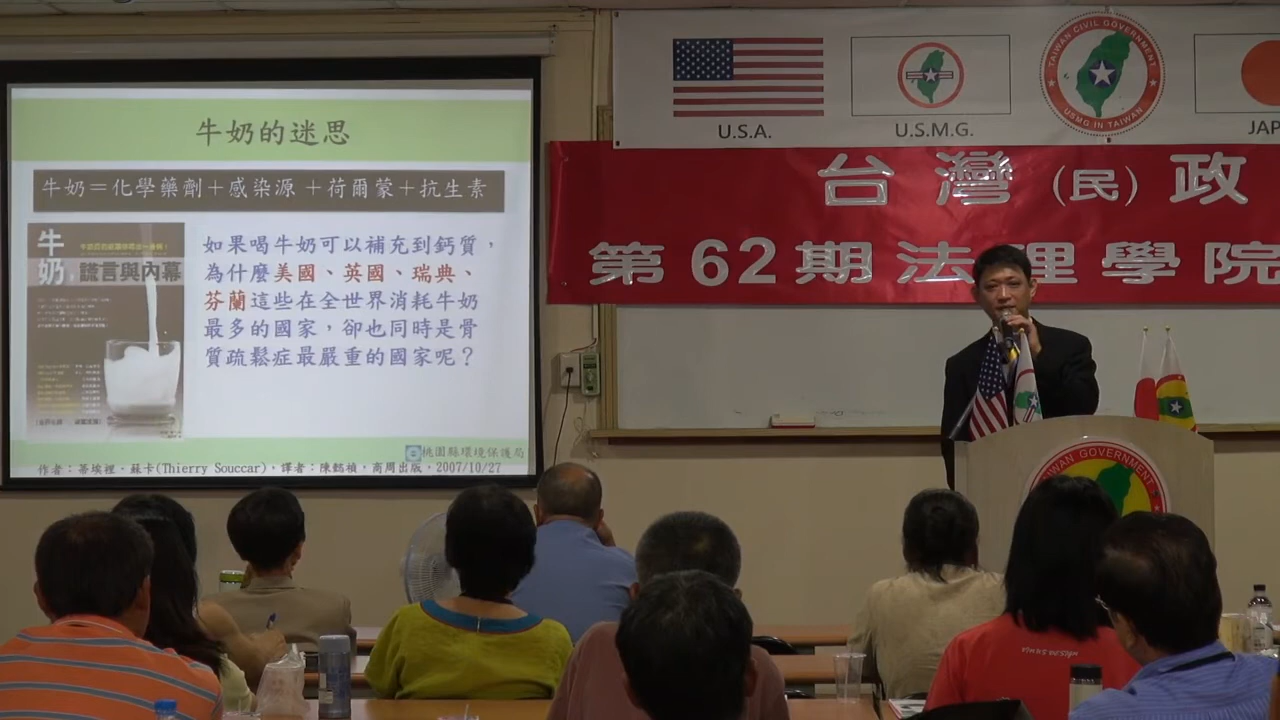 牛奶的迷思
牛奶＝化學藥劑＋感染源＋荷爾蒙＋抗生素
牛奶
謊言與內幕
如果喝牛奶可以補充到鈣質，
為什麼美國、英國、瑞典、
芬蘭這些在全世界消耗牛奶
最多的國家，卻也同時是骨
質疏鬆症最嚴重的國家呢？
桃園縣環境保護局
作者：蒂埃里．蘇卡(Thierry Souccar)，譯者：陳懿禎，商周出版，2007/10/27
U.S.A.
U.S.M.G.
TAIWAN CIVIL GOVERNMENT
USMG IN TAIWAN
JAP
台灣(民)政
第62期法理學院
TAIWAN GOVERNMENT
VINKS DESIGN